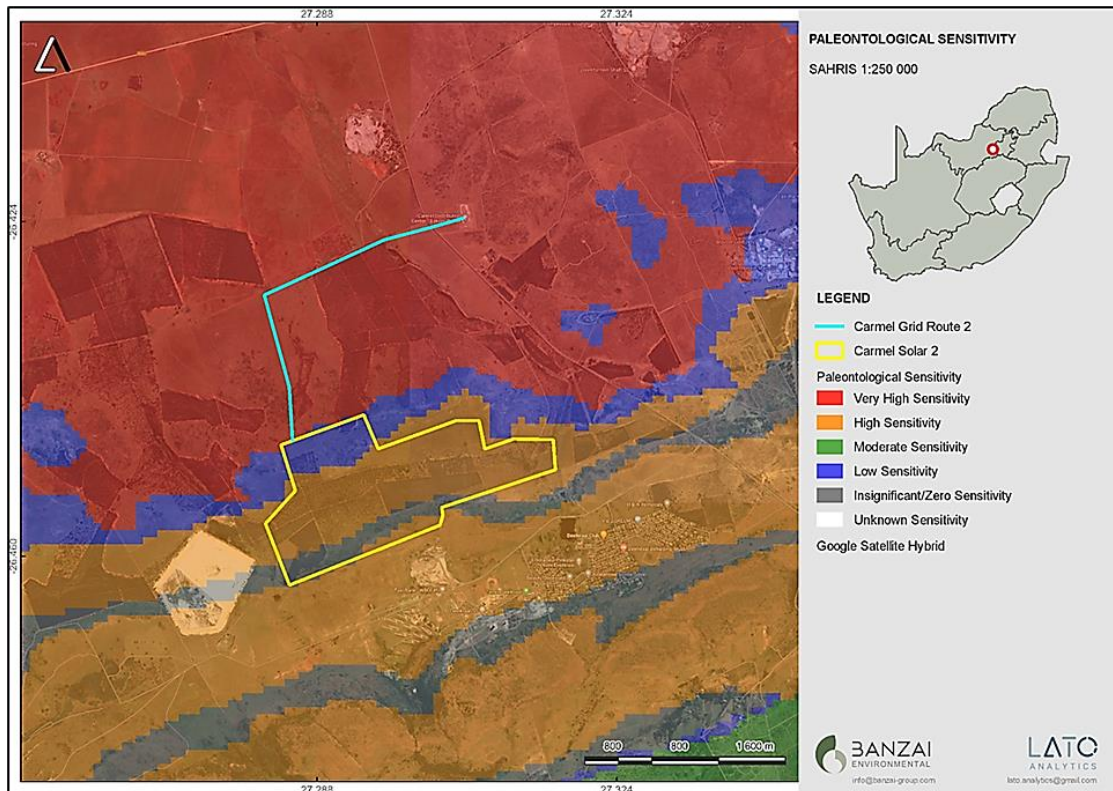 27.288
27.324
-26.424
-26.460
27.288
27.324
800
800
1 600 m
PALEONTOLOGICAL SENSITIVITY
SAHRIS 1:250 000
LEGEND
Carmel Grid Route 2
Carmel Solar 2
Paleontological Sensitivity
Very High Sensitivity
High Sensitivity
Moderate Sensitivity
Low Sensitivity
Insignificant/Zero Sensitivity
Unknown Sensitivity
Google Satellite Hybrid
BANZAI
ENVIRONMENTAL
info@banzai-group.com
LATO
ANALYTICS
lato.analytics@gmail.com